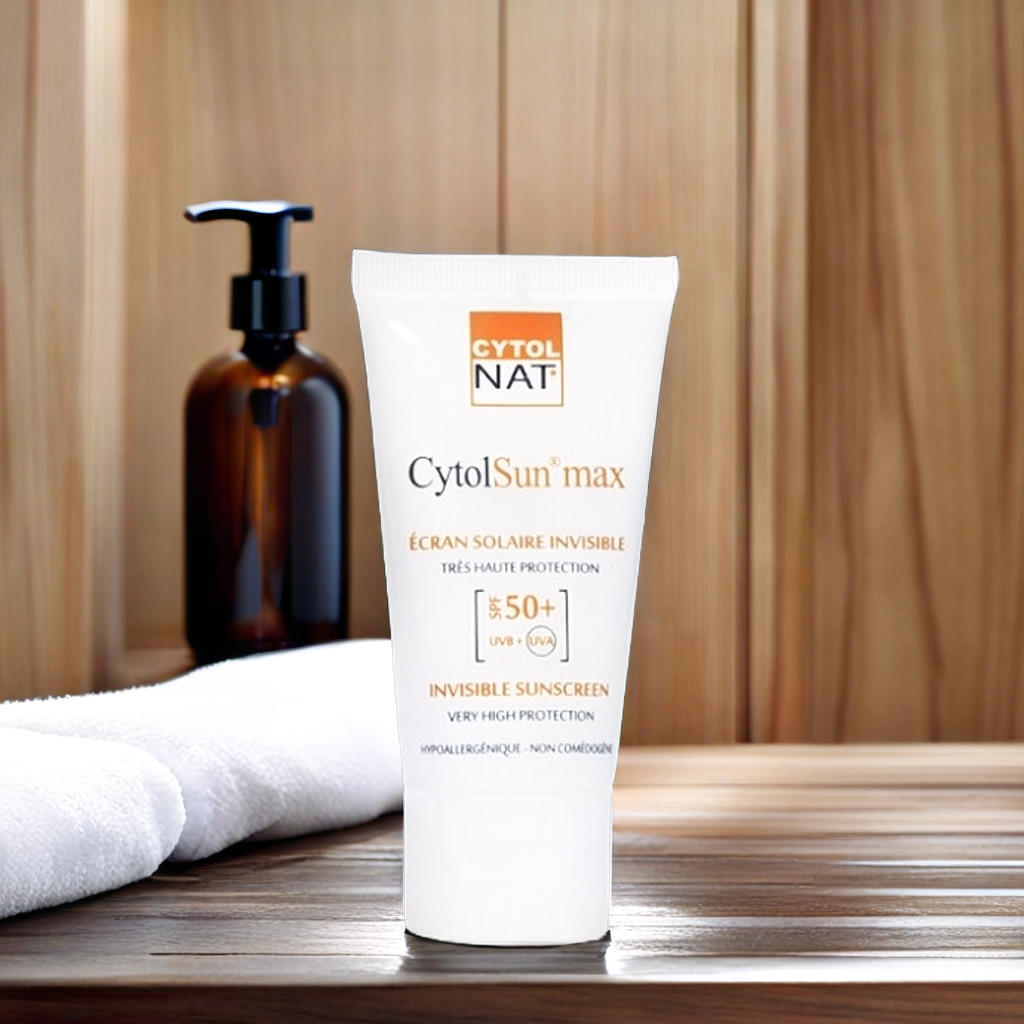 CYTOL
NAT®
CytolSun® max
ÉCRAN SOLAIRE INVISIBLE
TRÈS HAUTE PROTECTION
SPF 50+
UVB + UVA
INVISIBLE SUNSCREEN
VERY HIGH PROTECTION
HYPOALLERGÉNIQUE - NON COMÉDOGÈNE